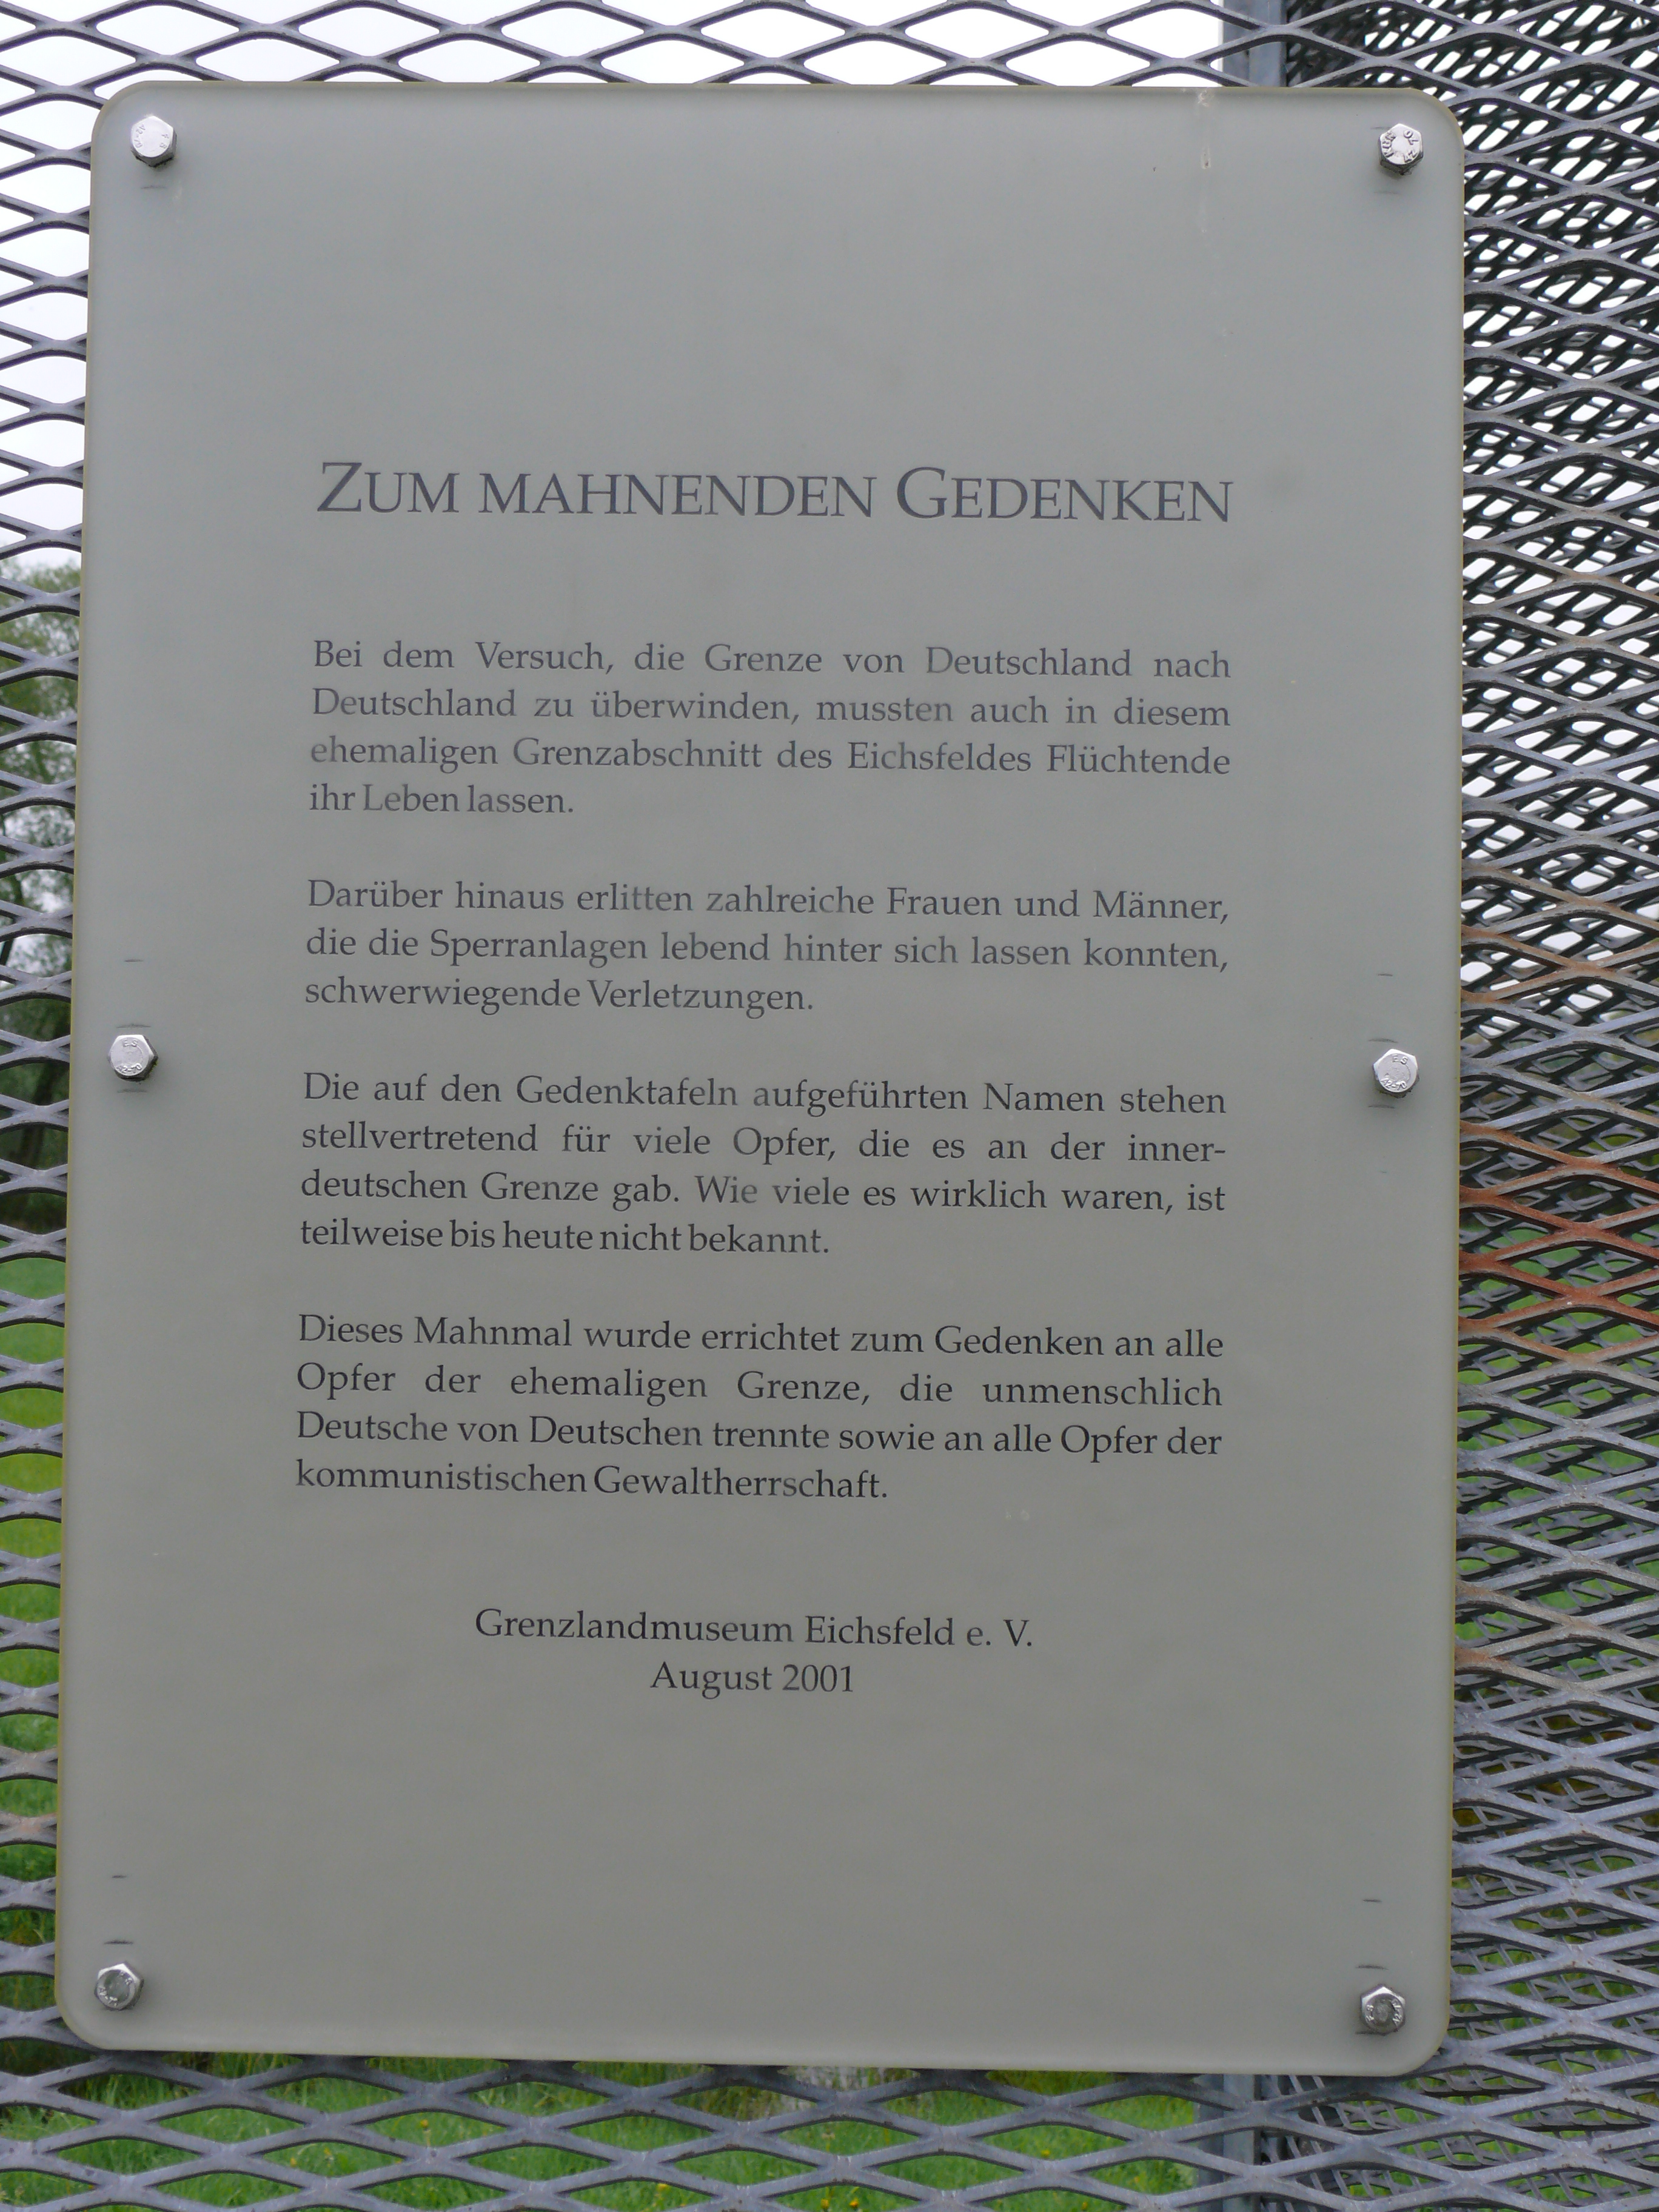 ZUM MAHNENDEN GEDENKEN
Bei dem Versuch, die Grenze von Deutschland nach
Deutschland zu überwinden, mussten auch in diesem
ehemaligen Grenzabschnitt des Eichsfeldes Flüchtende
ihr Leben lassen.
Darüber hinaus erlitten zahlreiche Frauen und Männer,
die die Sperranlagen lebend hinter sich lassen konnten,
schwerwiegende Verletzungen.
Die auf den Gedenktafeln aufgeführten Namen stehen
stellvertretend für viele Opfer, die es an der inner-
deutschen Grenze gab. Wie viele es wirklich waren, ist
teilweise bis heute nicht bekannt.
Dieses Mahnmal wurde errichtet zum Gedenken an alle
Opfer der ehemaligen Grenze, die unmenschlich
Deutsche von Deutschen trennte sowie an alle Opfer der
kommunistischen Gewaltherrschaft.
Grenzlandmuseum Eichsfeld e. V.
August 2001